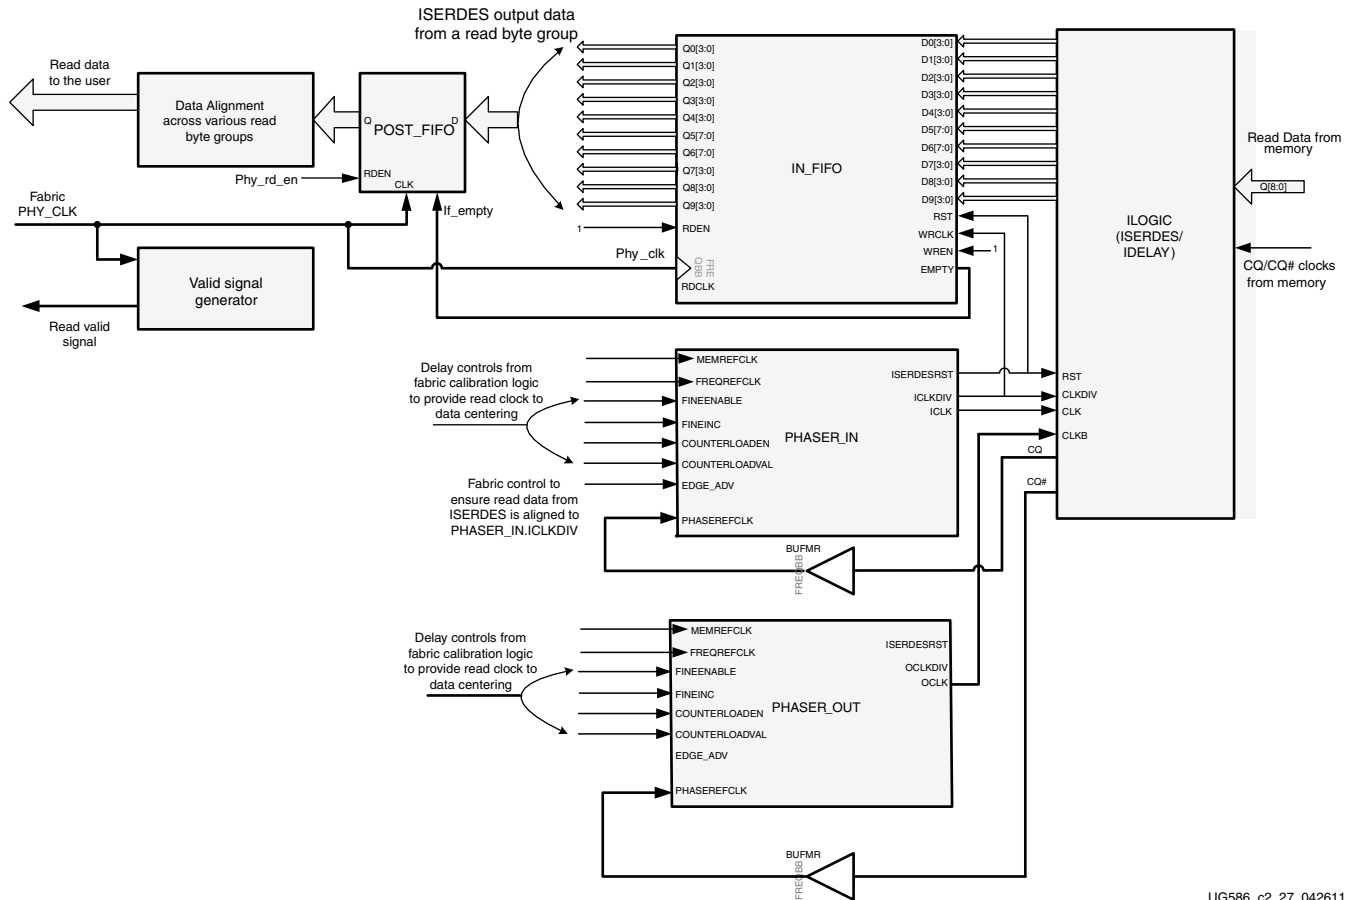 ISERDES output data
from a read byte group
Read data
to the user
Data Alignment
across various read
byte groups
Q
POST_FIFO
D
RDEN
CLK
Phy_rd_en
Fabric
PHY_CLK
If_empty
Valid signal
generator
Read valid
signal
Q0[3:0]
Q1[3:0]
Q2[3:0]
Q3[3:0]
Q4[3:0]
Q5[7:0]
Q6[7:0]
Q7[3:0]
Q8[3:0]
Q9[3:0]
1
RDEN
Phy_clk
FRE
QBB
RDCLK
IN_FIFO
D0[3:0]
D1[3:0]
D2[3:0]
D3[3:0]
D4[3:0]
D5[7:0]
D6[7:0]
D7[3:0]
D8[3:0]
D9[3:0]
RST
WRCLK
WREN
1
EMPTY
ILOGIC
(ISERDES/
IDELAY)
Read Data from
memory
Q[8:0]
CQ/CQ# clocks
from memory
RST
CLKDIV
CLK
CLKB
CQ
CQ#
Delay controls from
fabric calibration logic
to provide read clock to
data centering
Fabric control to
ensure read data from
ISERDES is aligned to
PHASER_IN.ICLKDIV
MEMREFCLK
FREQREFCLK
FINEENABLE
FINEINC
COUNTERLOADEN
COUNTERLOADVAL
EDGE_ADV
PHASEREFCLK
PHASER_IN
ISERDESRST
ICLKDIV
ICLK
BUFMR
FREQBB
Delay controls from
fabric calibration logic
to provide read clock to
data centering
MEMREFCLK
FREQREFCLK
FINEENABLE
FINEINC
COUNTERLOADEN
COUNTERLOADVAL
EDGE_ADV
PHASEREFCLK
PHASER_OUT
ISERDESRST
OCLKDIV
OCLK
BUFMR
FREQBB
UG586_c2_27_042611